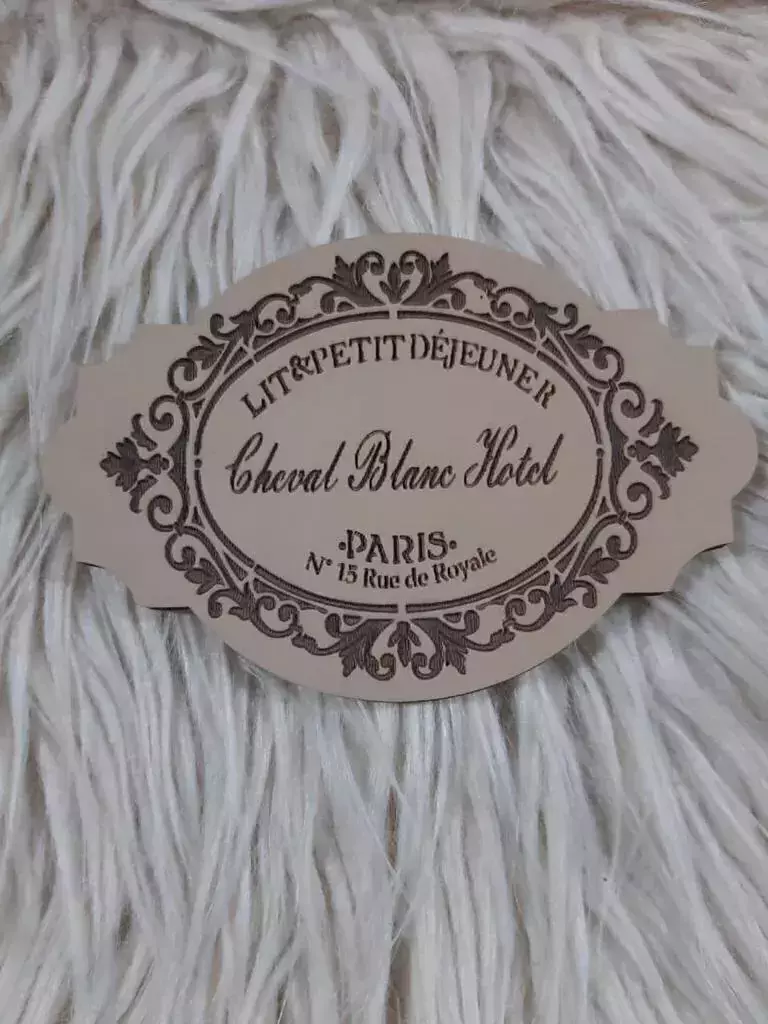 LIT&PETIT DÉJEUNER
Cheval Blanc Hotel
•PARIS•
N° 15 Rue de Royale